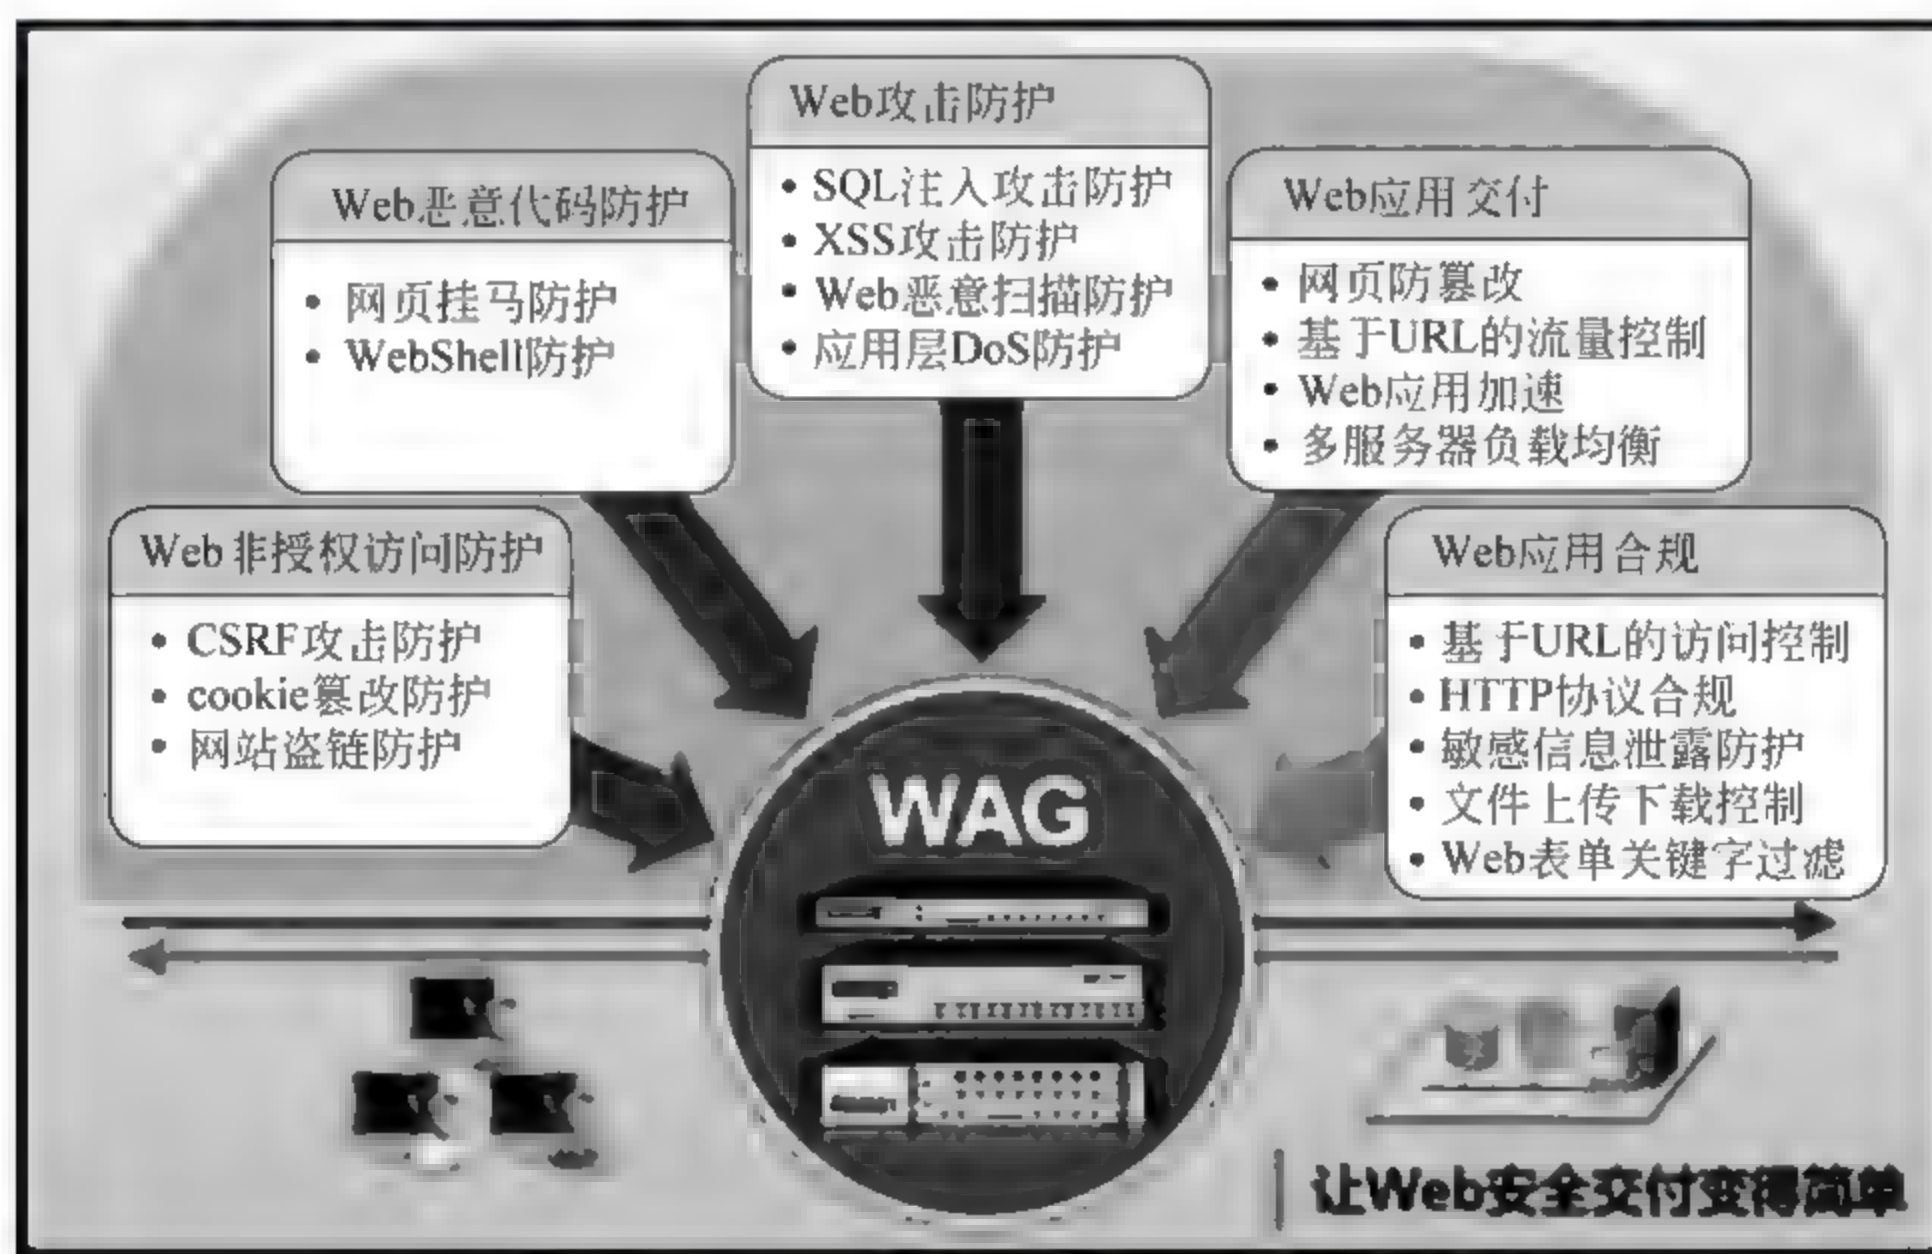 Web攻击防护
SQL注入攻击防护
XSS攻击防护
Web恶意扫描防护
应用层DoS防护
Web恶意代码防护
网页挂马防护
WebShell防护
Web应用交付
网页防篡改
基于URL的流量控制
Web应用加速
多服务器负载均衡
Web非授权访问防护
CSRF攻击防护
cookie篡改防护
网站盗链防护
Web应用合规
基于URL的访问控制
HTTP协议合规
敏感信息泄露防护
文件上传下载控制
Web表单关键字过滤
WAG
让Web安全交付变得简单